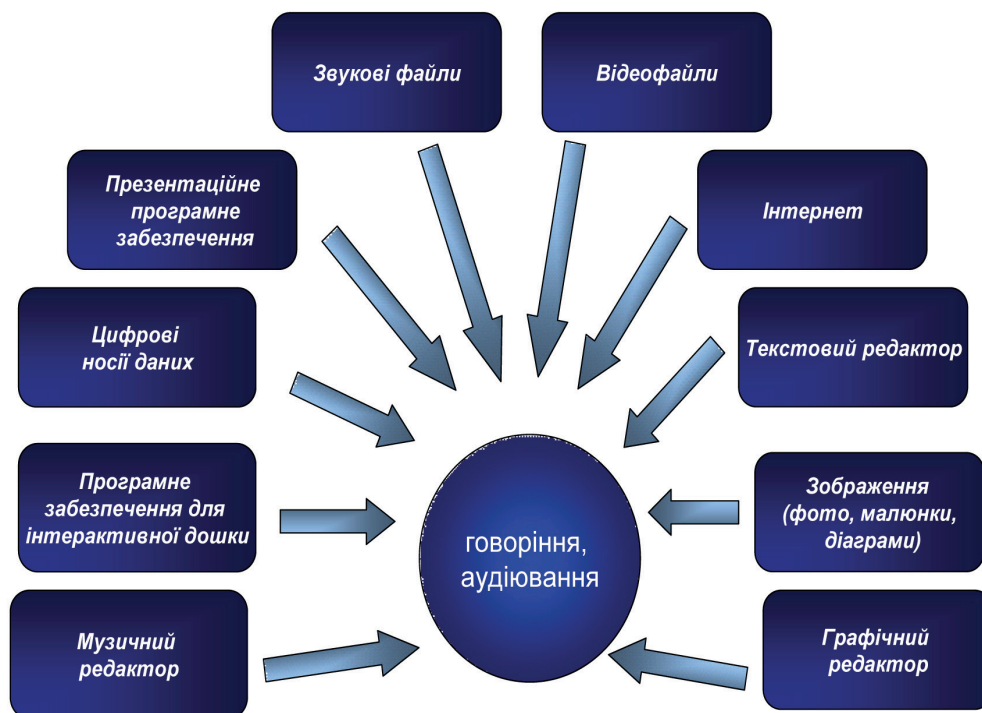 Звукові файли
Відеофайли
Презентаційне
програмне
забезпечення
Інтернет
Цифрові
носії даних
Текстовий редактор
Програмне
забезпечення для
інтерактивної дошки
Зображення
(фото, малюнки,
діаграми)
говоріння,
аудіювання
Музичний
редактор
Графічний
редактор